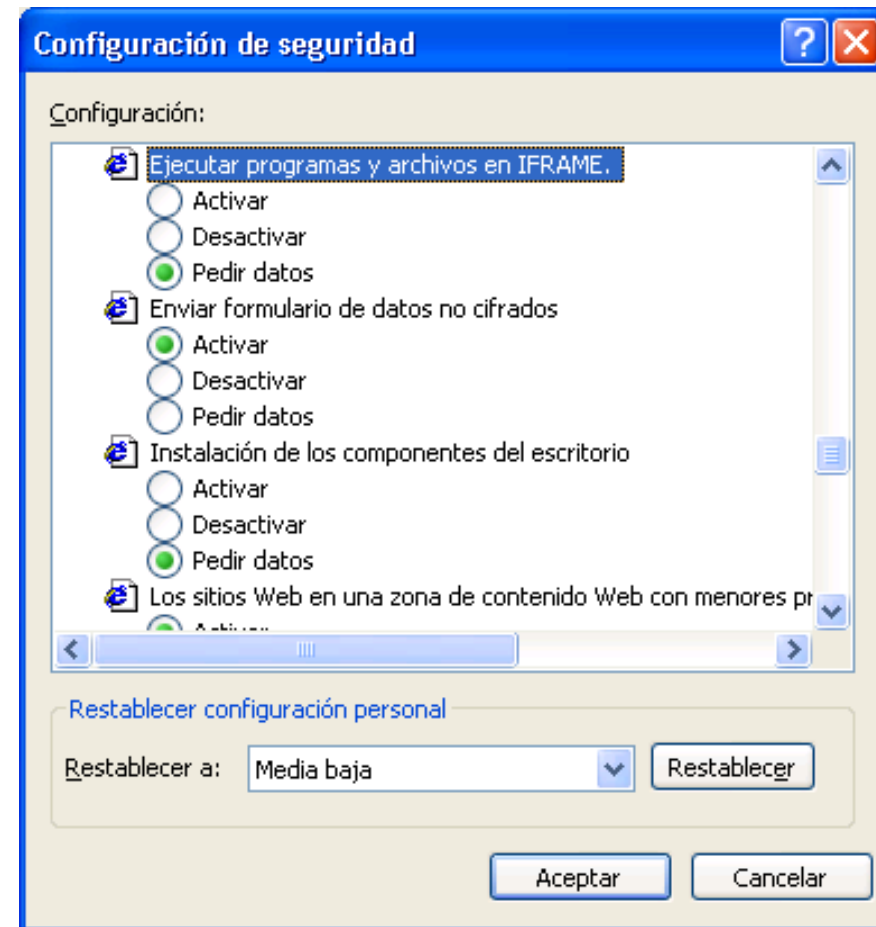 Configuración de seguridad
Configuración:
Ejecutar programas y archivos en IFRAME.
Activar
Desactivar
Pedir datos
Enviar formulario de datos no cifrados
Activar
Desactivar
Pedir datos
Instalación de los componentes del escritorio
Activar
Desactivar
Pedir datos
Los sitios Web en una zona de contenido Web con menores pr
Restablecer configuración personal
Restablecer a: Media baja Restablecer
Aceptar Cancelar